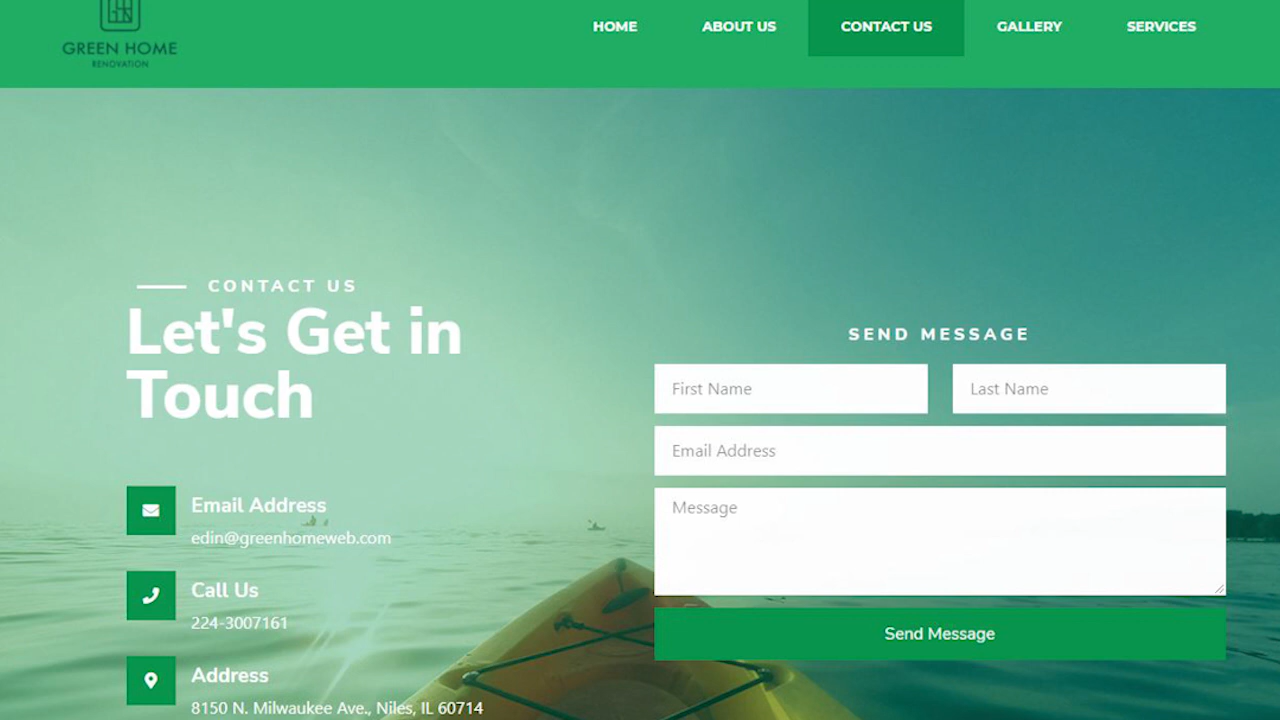 GREEN HOME
RENOVATION
HOME
ABOUT US
CONTACT US
GALLERY
SERVICES
CONTACT US
Let's Get in
Touch
Email Address
edin@greenhomeweb.com
Call Us
224-3007161
Address
8150 N. Milwaukee Ave., Niles, IL 60714
SEND MESSAGE
First Name
Last Name
Email Address
Message
Send Message